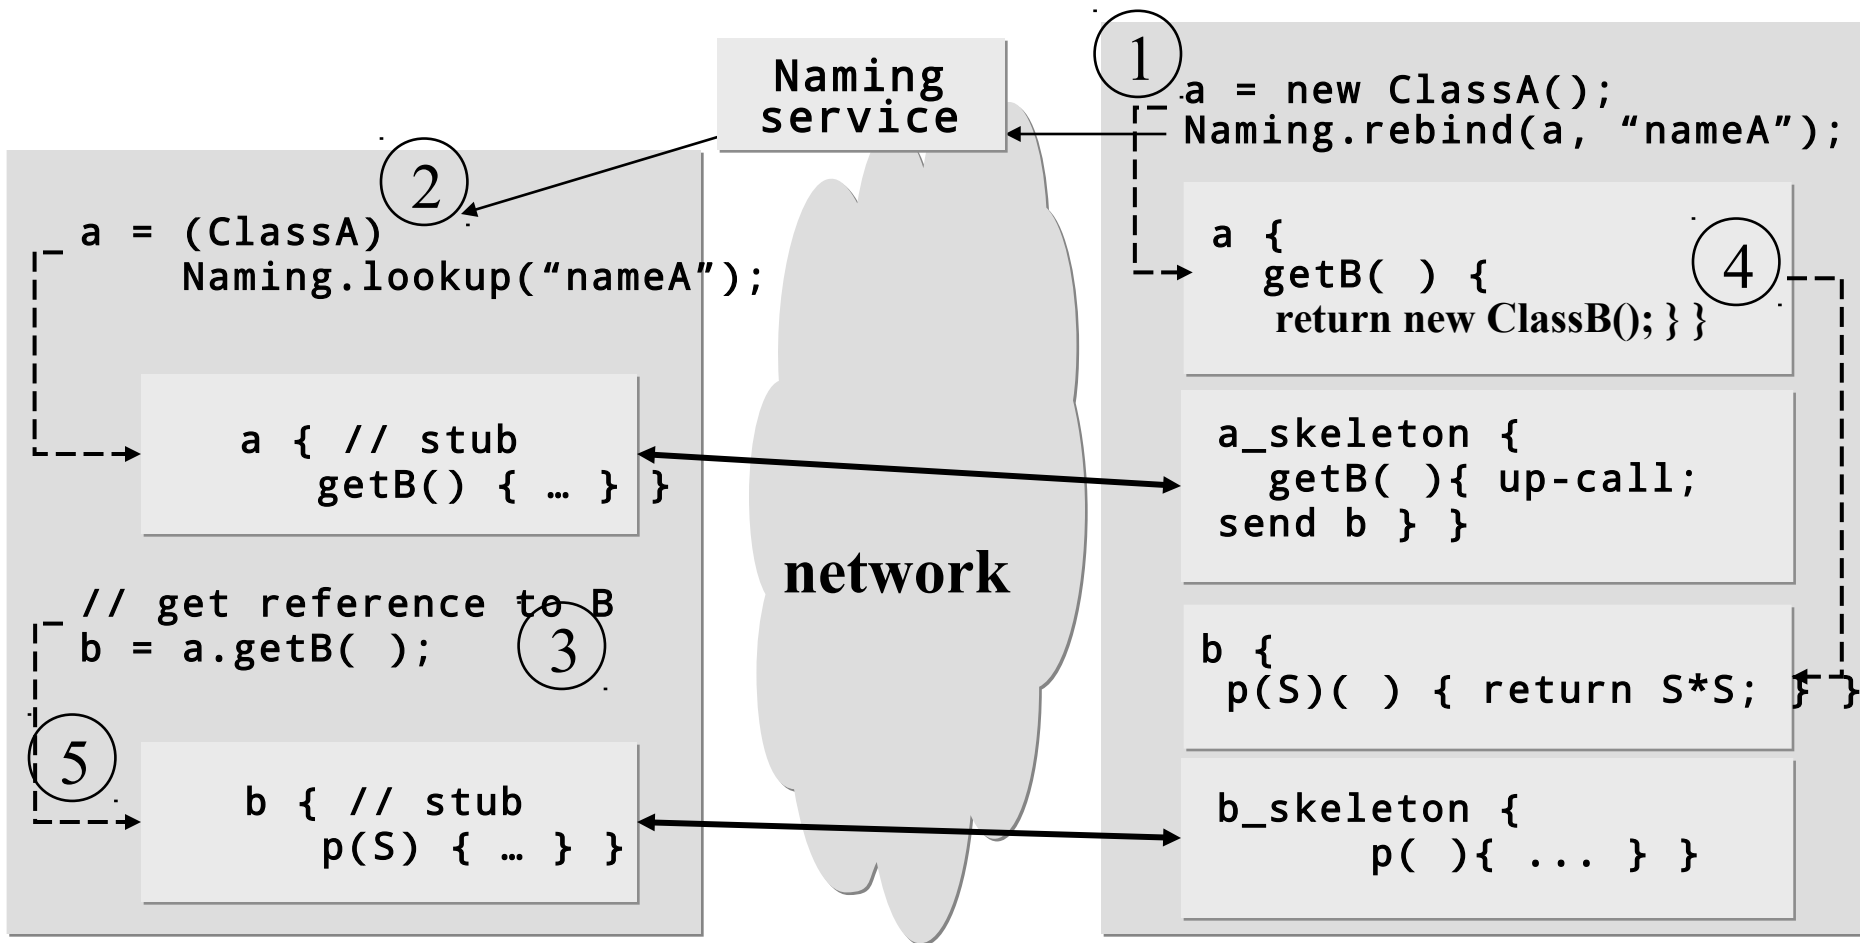 Naming
service
1
a = new ClassA();
Naming.rebind(a, “nameA”);
2
a = (ClassA)
Naming.lookup(“nameA”);
a {
getB( ) {
return new ClassB(); } }
4
a { // stub
getB() { … } }
a_skeleton {
getB( ){ up-call;
send b } }
network
// get reference to B
b = a.getB( );
3
b {
p(S)( ) { return S*S; } }
5
b { // stub
p(S) { … } }
b_skeleton {
p( ){ ... } }